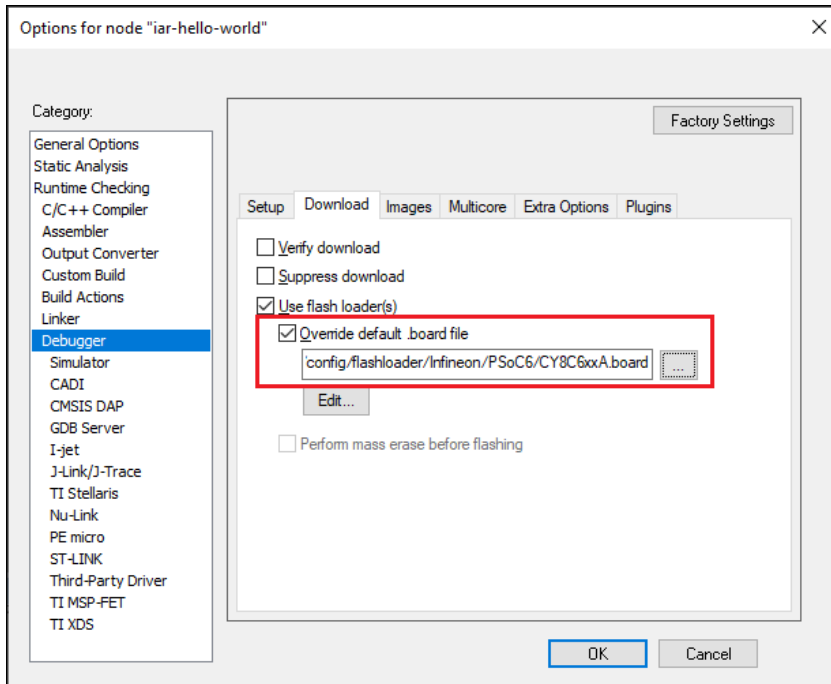 Options for node "iar-hello-world"
Category:
General Options
Static Analysis
Runtime Checking
C/C++ Compiler
Assembler
Output Converter
Custom Build
Build Actions
Linker
Debugger
Simulator
CADI
CMSIS DAP
GDB Server
I-jet
J-Link/J-Trace
TI Stellaris
Nu-Link
PE micro
ST-LINK
Third-Party Driver
TI MSP-FET
TI XDS
Factory Settings
Setup Download Images Multicore Extra Options Plugins
Verify download
Suppress download
Use flash loader(s)
Override default .board file
config/flashloader/Infineon/PSoC6/CY8C6xxA.board ...
Edit...
Perform mass erase before flashing
OK Cancel